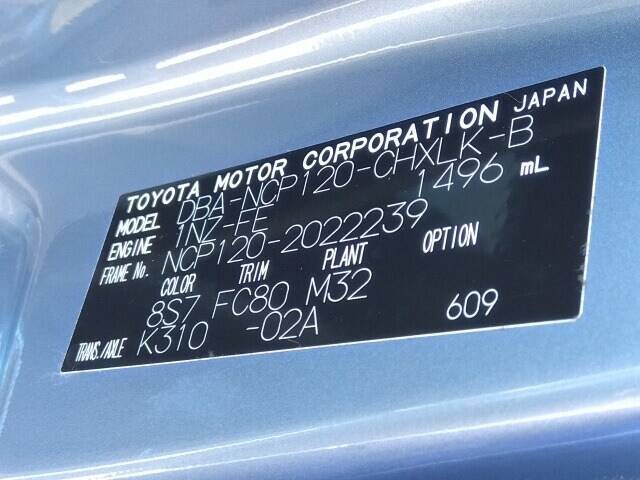 TOYOTA MOTOR CORPORATION JAPAN
MODEL DBA-NCP120-CHXLK-B
ENGINE 1NZ-FE 1496 mL
FRAME No. NCP120-2022239
COLOR TRIM PLANT OPTION
8S7 FC80 M32
TRANS./AXLE K310 -02A 609